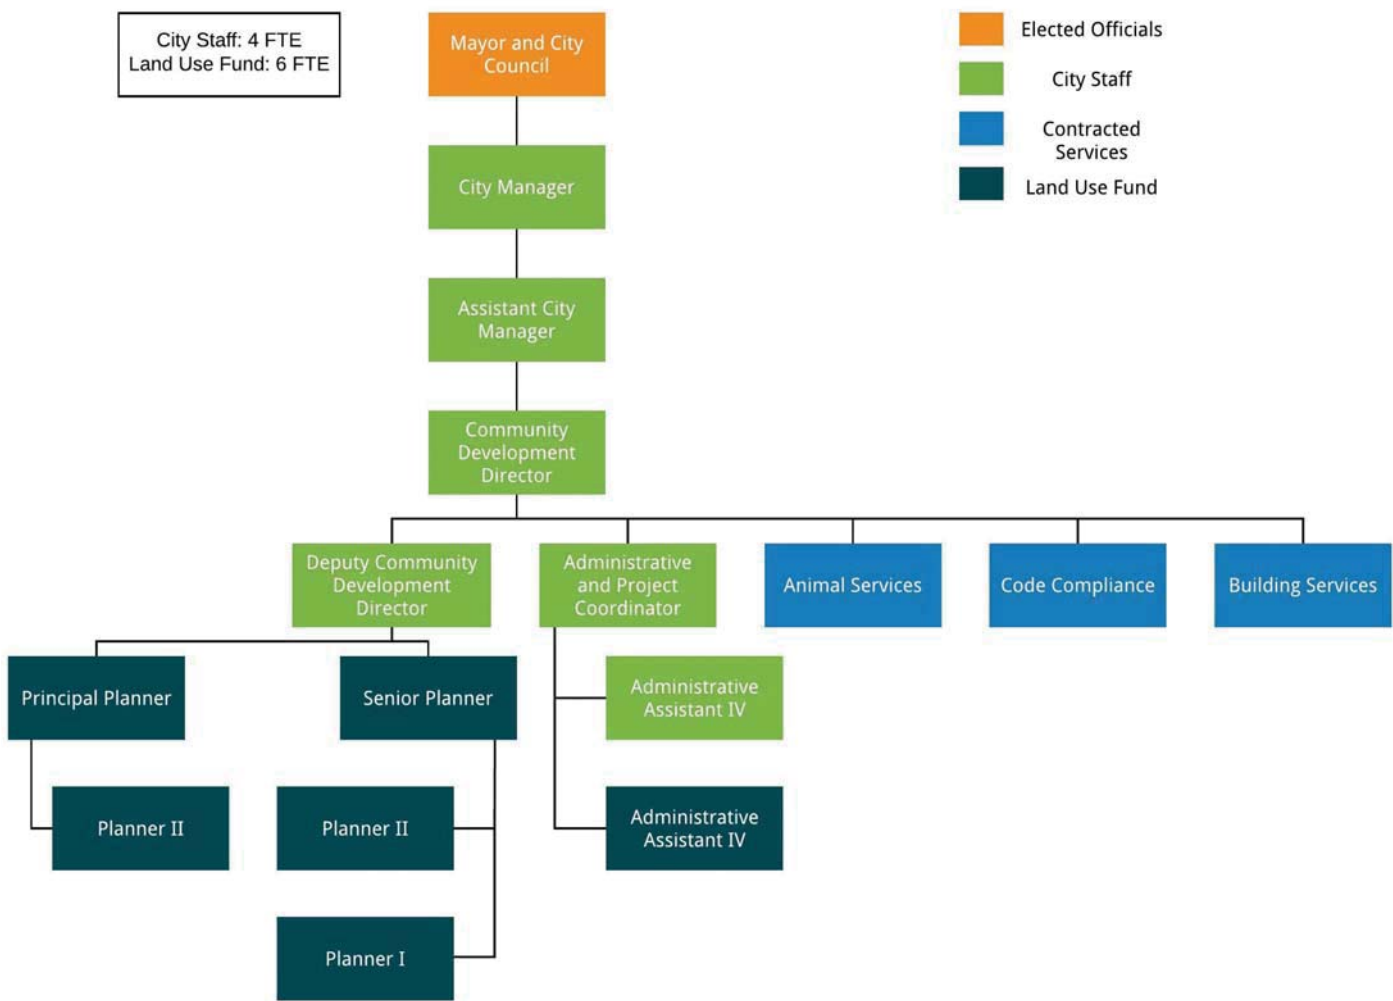 City Staff: 4 FTE
Land Use Fund: 6 FTE
Mayor and City
Council
Elected Officials
City Staff
Contracted
Services
Land Use Fund
City Manager
Assistant City
Manager
Community
Development
Director
Deputy Community
Development
Director
Administrative
and Project
Coordinator
Animal Services
Code Compliance
Building Services
Principal Planner
Senior Planner
Administrative
Assistant IV
Planner II
Planner II
Administrative
Assistant IV
Planner I